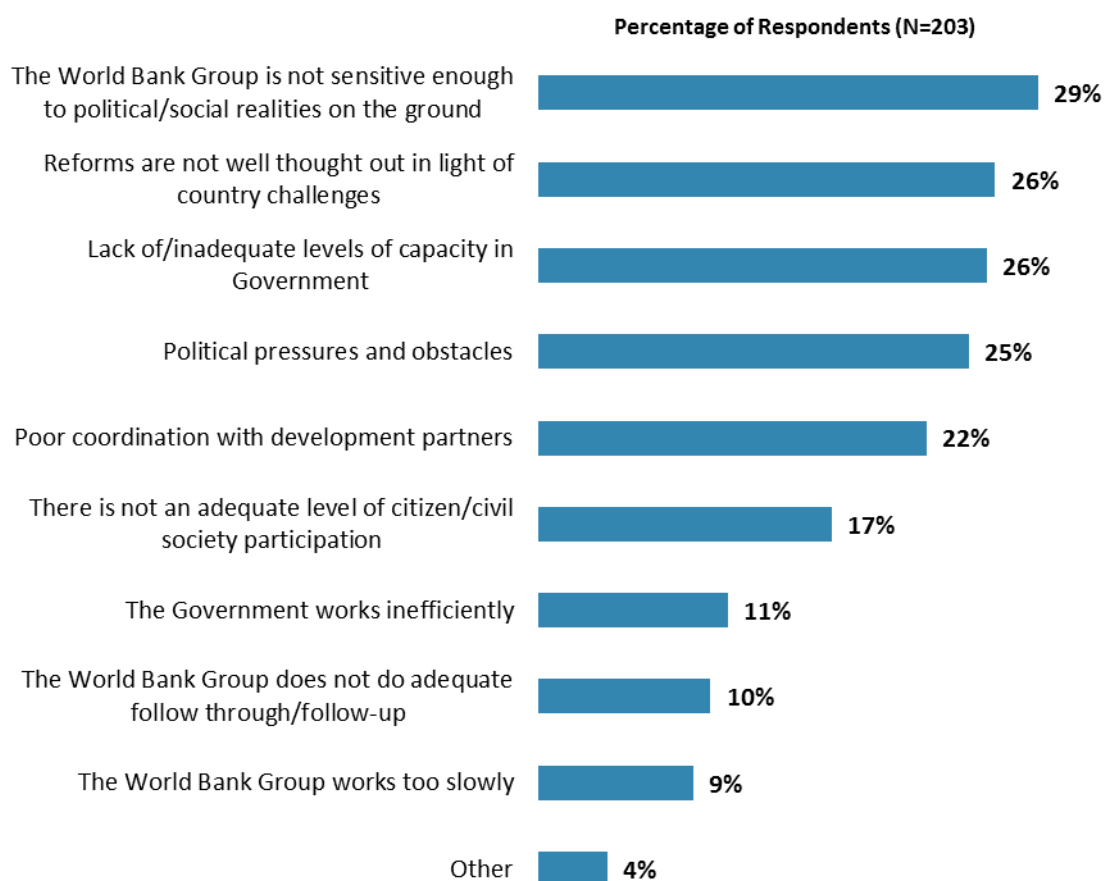 Percentage of Respondents (N=203)
The World Bank Group is not sensitive enough
to political/social realities on the ground
29%
Reforms are not well thought out in light of
country challenges
26%
Lack of/inadequate levels of capacity in
Government
26%
Political pressures and obstacles
25%
Poor coordination with development partners
22%
There is not an adequate level of citizen/civil
society participation
17%
The Government works inefficiently
11%
The World Bank Group does not do adequate
follow through/follow-up
10%
The World Bank Group works too slowly
9%
Other
4%